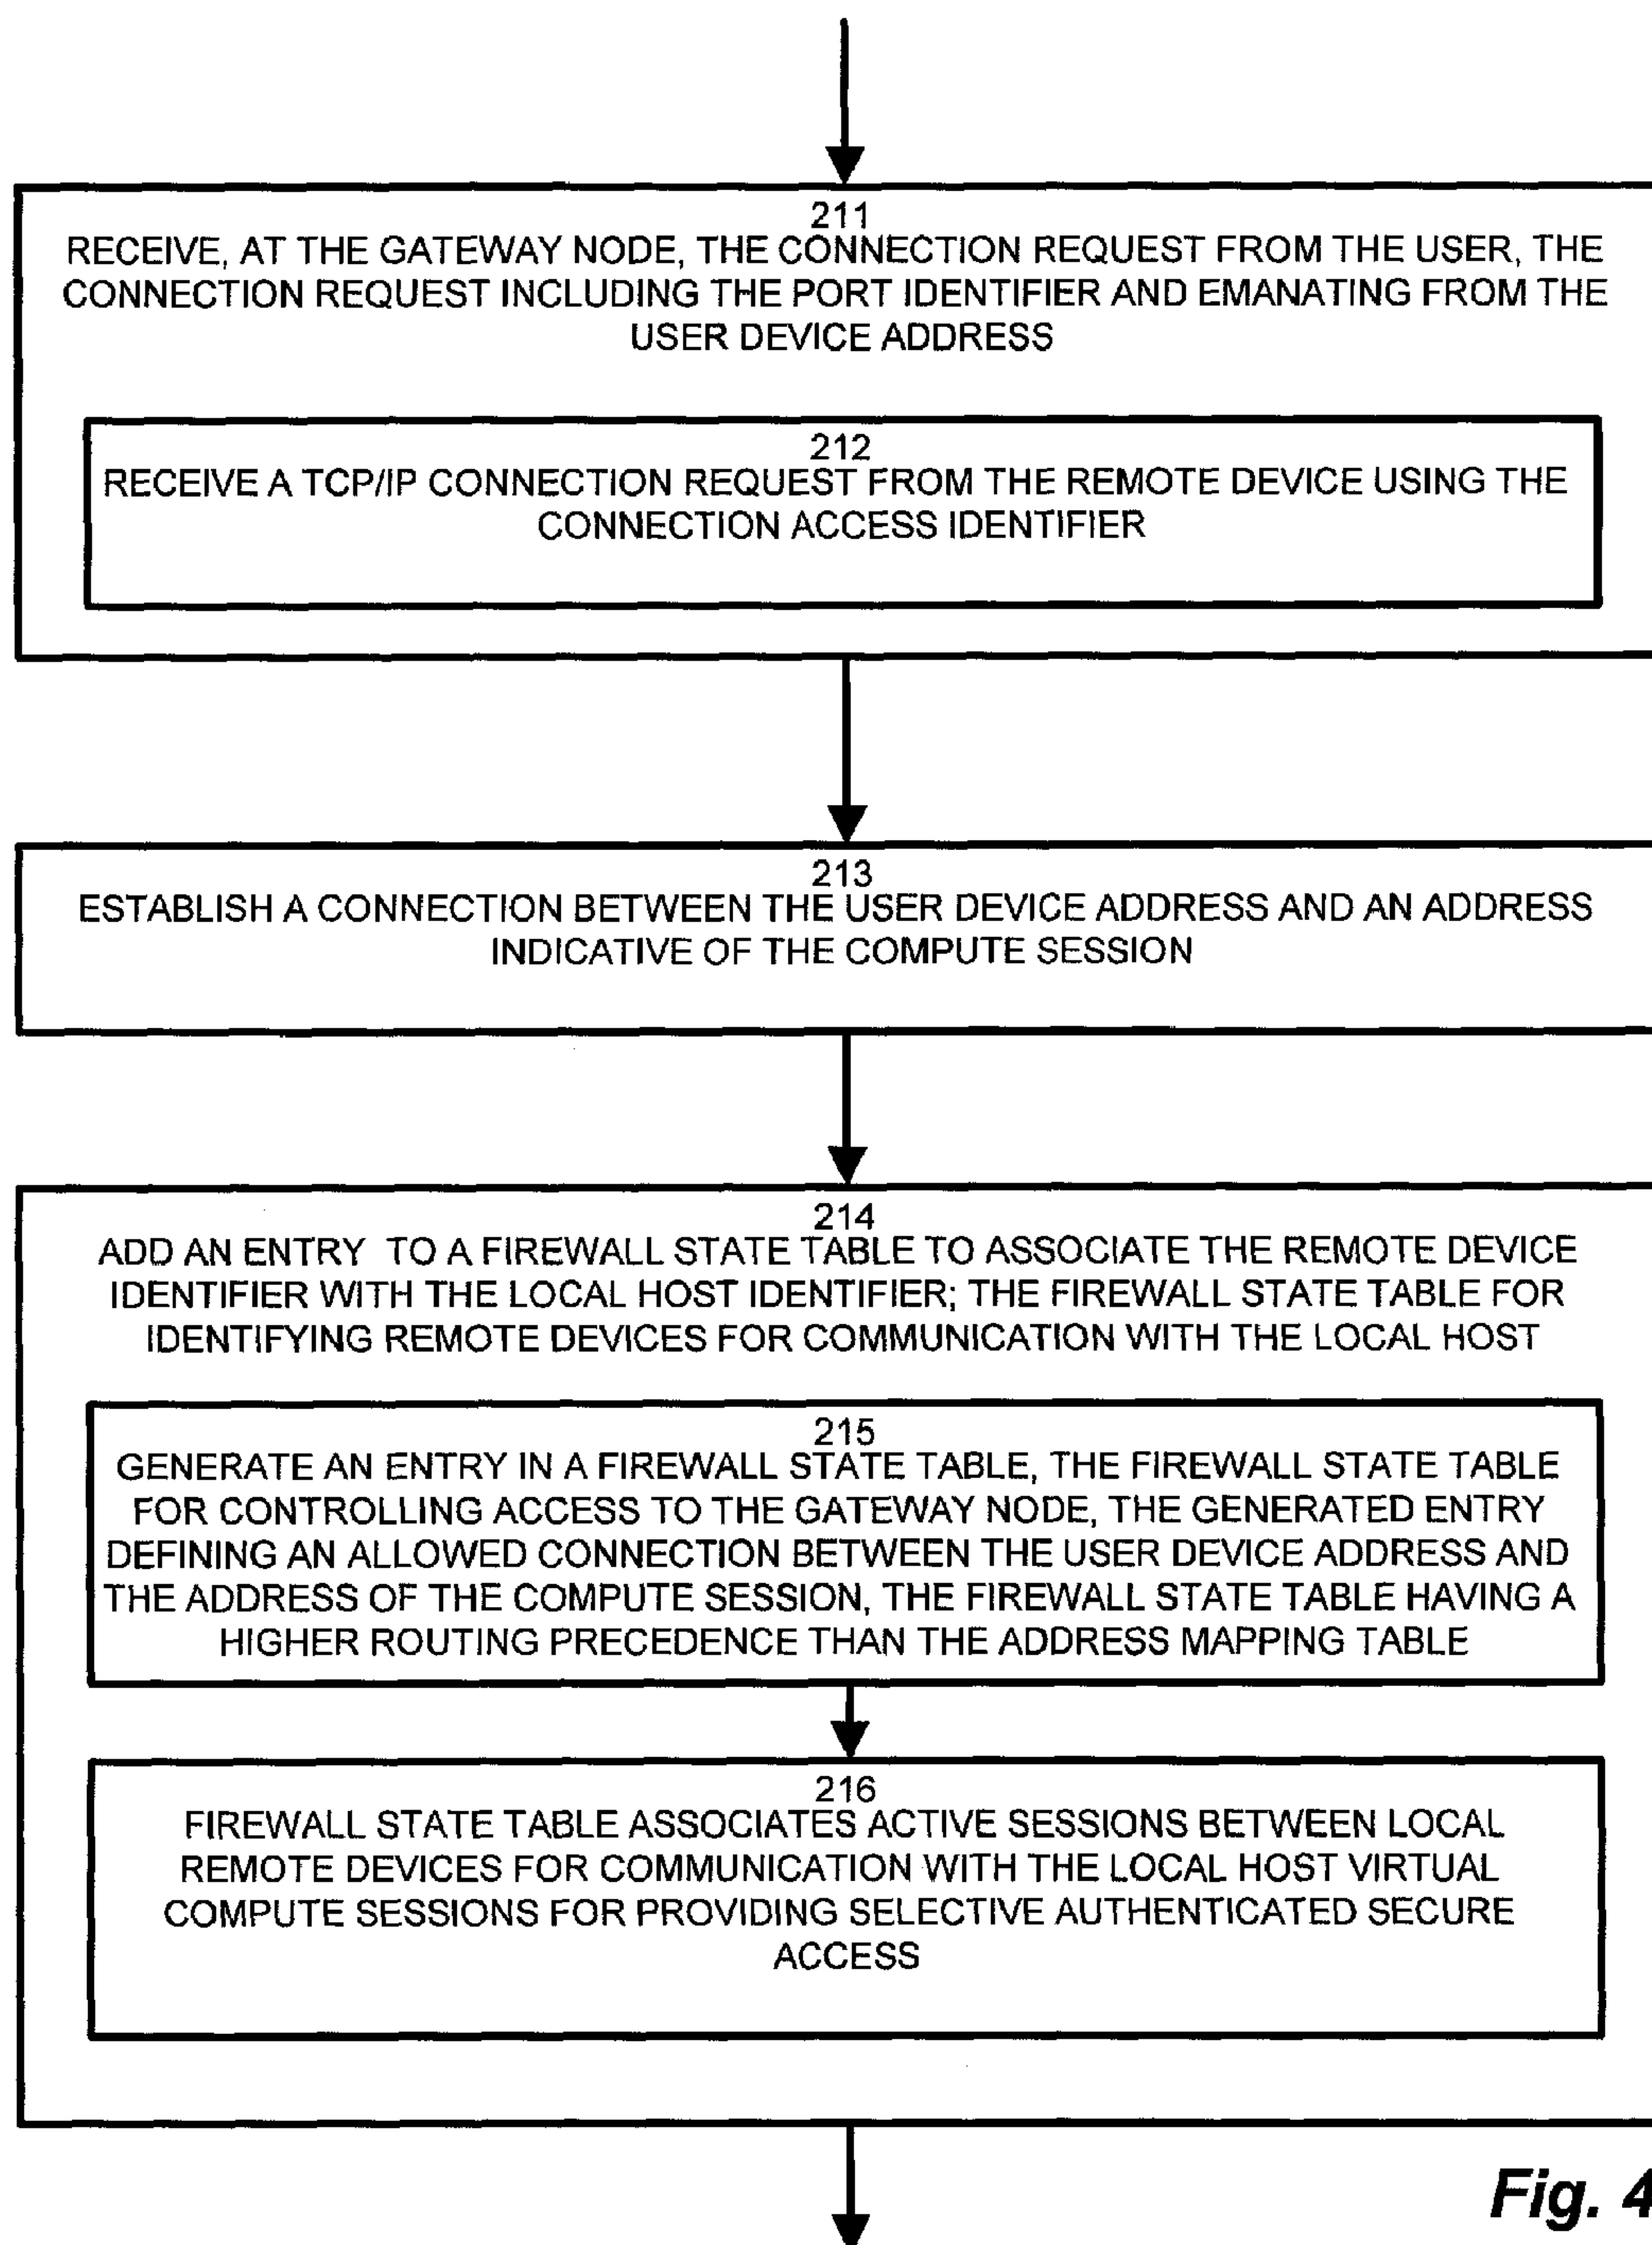 211
RECEIVE, AT THE GATEWAY NODE, THE CONNECTION REQUEST FROM THE USER, THE
CONNECTION REQUEST INCLUDING THE PORT IDENTIFIER AND EMANATING FROM THE
USER DEVICE ADDRESS
212
RECEIVE A TCP/IP CONNECTION REQUEST FROM THE REMOTE DEVICE USING THE
CONNECTION ACCESS IDENTIFIER
213
ESTABLISH A CONNECTION BETWEEN THE USER DEVICE ADDRESS AND AN ADDRESS
INDICATIVE OF THE COMPUTE SESSION
214
ADD AN ENTRY TO A FIREWALL STATE TABLE TO ASSOCIATE THE REMOTE DEVICE
IDENTIFIER WITH THE LOCAL HOST IDENTIFIER; THE FIREWALL STATE TABLE FOR
IDENTIFYING REMOTE DEVICES FOR COMMUNICATION WITH THE LOCAL HOST
215
GENERATE AN ENTRY IN A FIREWALL STATE TABLE, THE FIREWALL STATE TABLE
FOR CONTROLLING ACCESS TO THE GATEWAY NODE, THE GENERATED ENTRY
DEFINING AN ALLOWED CONNECTION BETWEEN THE USER DEVICE ADDRESS AND
THE ADDRESS OF THE COMPUTE SESSION, THE FIREWALL STATE TABLE HAVING A
HIGHER ROUTING PRECEDENCE THAN THE ADDRESS MAPPING TABLE
216
FIREWALL STATE TABLE ASSOCIATES ACTIVE SESSIONS BETWEEN LOCAL
REMOTE DEVICES FOR COMMUNICATION WITH THE LOCAL HOST VIRTUAL
COMPUTE SESSIONS FOR PROVIDING SELECTIVE AUTHENTICATED SECURE
ACCESS
Fig. 4